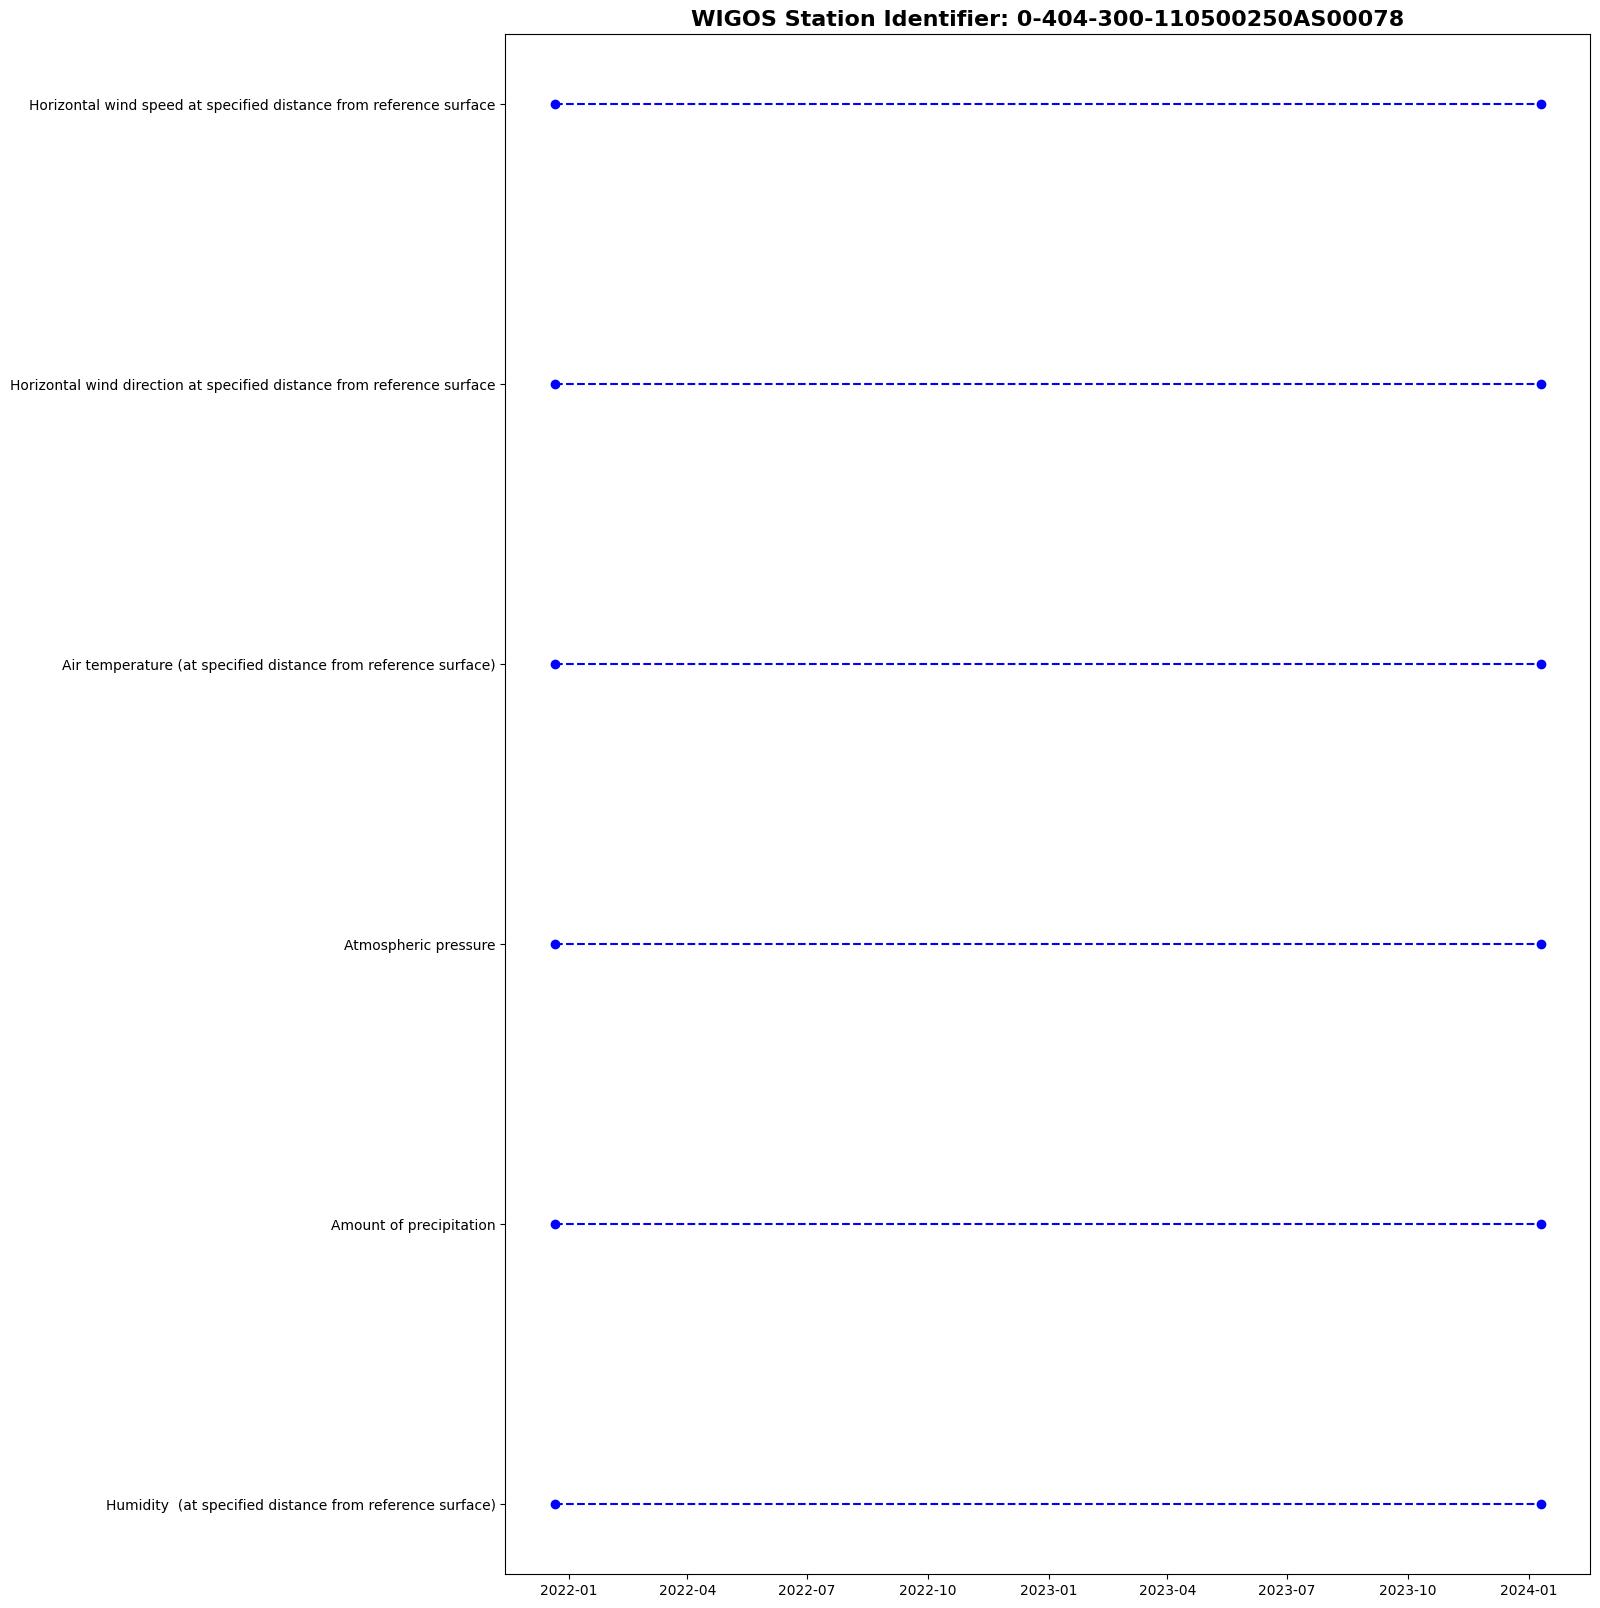 WIGOS Station Identifier: 0-404-300-110500250AS00078
Horizontal wind speed at specified distance from reference surface
Horizontal wind direction at specified distance from reference surface
Air temperature (at specified distance from reference surface)
Atmospheric pressure
Amount of precipitation
Humidity  (at specified distance from reference surface)
2022-01 2022-04 2022-07 2022-10 2023-01 2023-04 2023-07 2023-10 2024-01